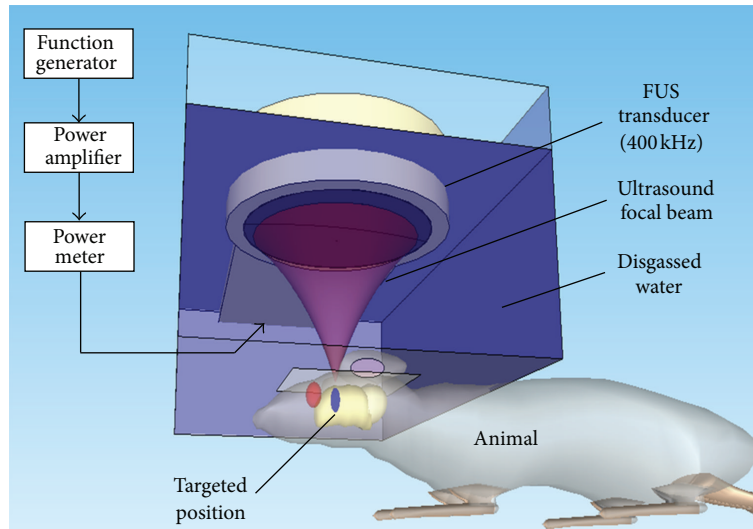 Function
generator
Power
amplifier
Power
meter
FUS
transducer
(400 kHz)
Ultrasound
focal beam
Disgassed
water
Animal
Targeted
position